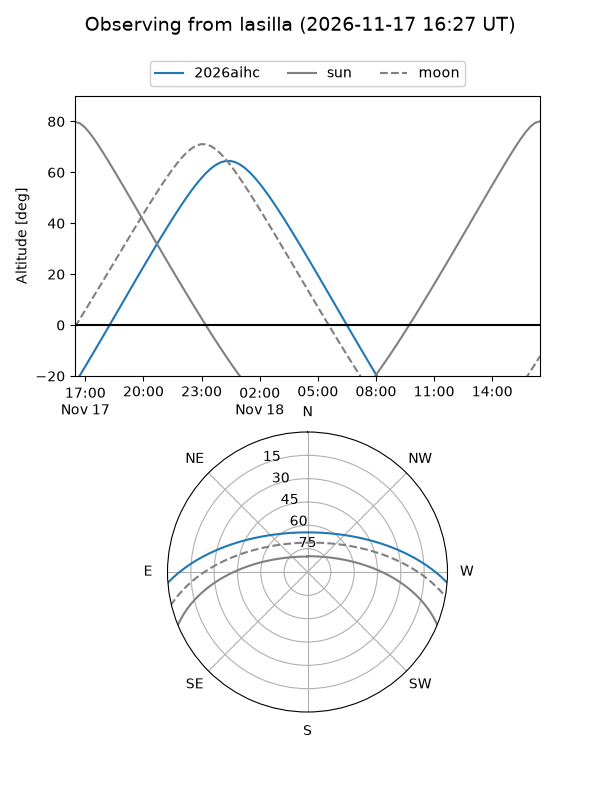 Observing from lasilla (2026-11-17 16:27 UT)
2026aihc sun moon
Altitude [deg]
80
60
40
20
0
−20
17:00 20:00 23:00 02:00 05:00 08:00 11:00 14:00
Nov 17 Nov 18
N
NE NW
15
30
45
60
75
E W
SE SW
S